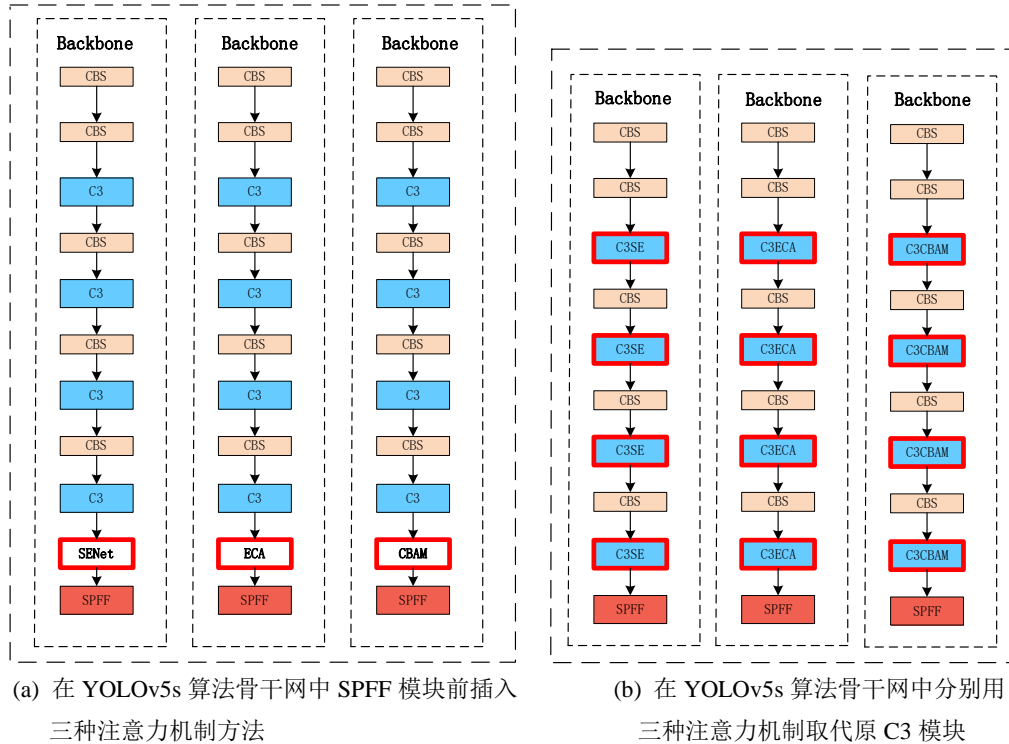 Backbone
CBS
CBS
C3
CBS
C3
CBS
C3
CBS
C3
SENet
SPFF
Backbone
CBS
CBS
C3
CBS
C3
CBS
C3
CBS
C3
ECA
SPFF
Backbone
CBS
CBS
C3
CBS
C3
CBS
C3
CBS
C3
CBAM
SPFF
(a) 在 YOLOv5s 算法骨干网中 SPFF 模块前插入
三种注意力机制方法
Backbone
CBS
CBS
C3SE
CBS
C3SE
CBS
C3SE
CBS
C3SE
SPFF
Backbone
CBS
CBS
C3ECA
CBS
C3ECA
CBS
C3ECA
CBS
C3ECA
SPFF
Backbone
CBS
CBS
C3CBAM
CBS
C3CBAM
CBS
C3CBAM
CBS
C3CBAM
SPFF
(b) 在 YOLOv5s 算法骨干网中分别用
三种注意力机制取代原 C3 模块